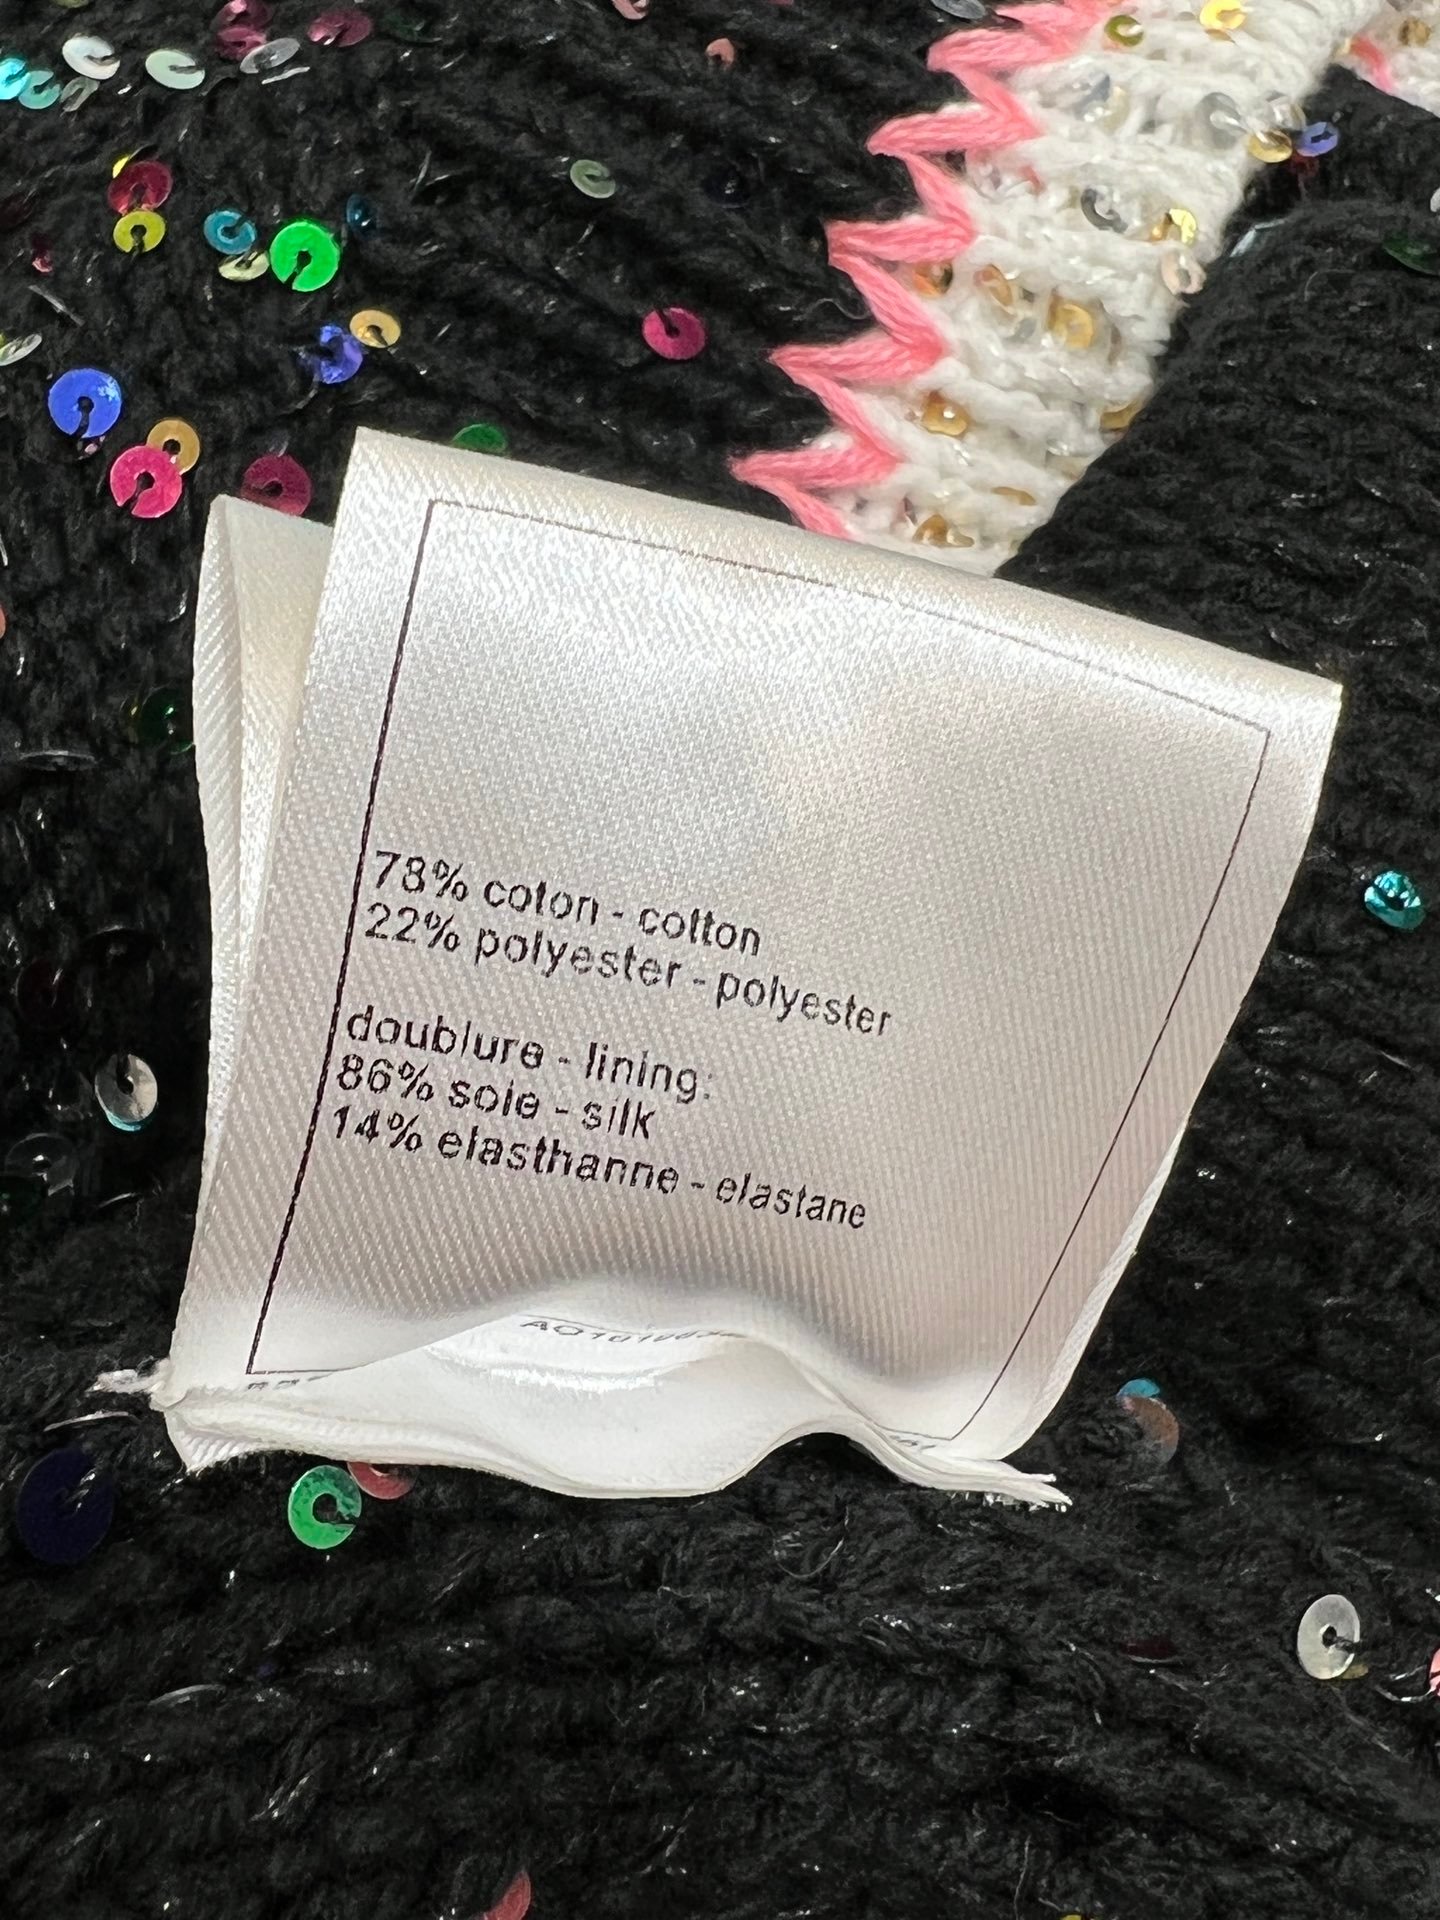 78% coton - cotton
22% polyester - polyester
doublure - lining:
86% soie - silk
14% elasthanne - elastane